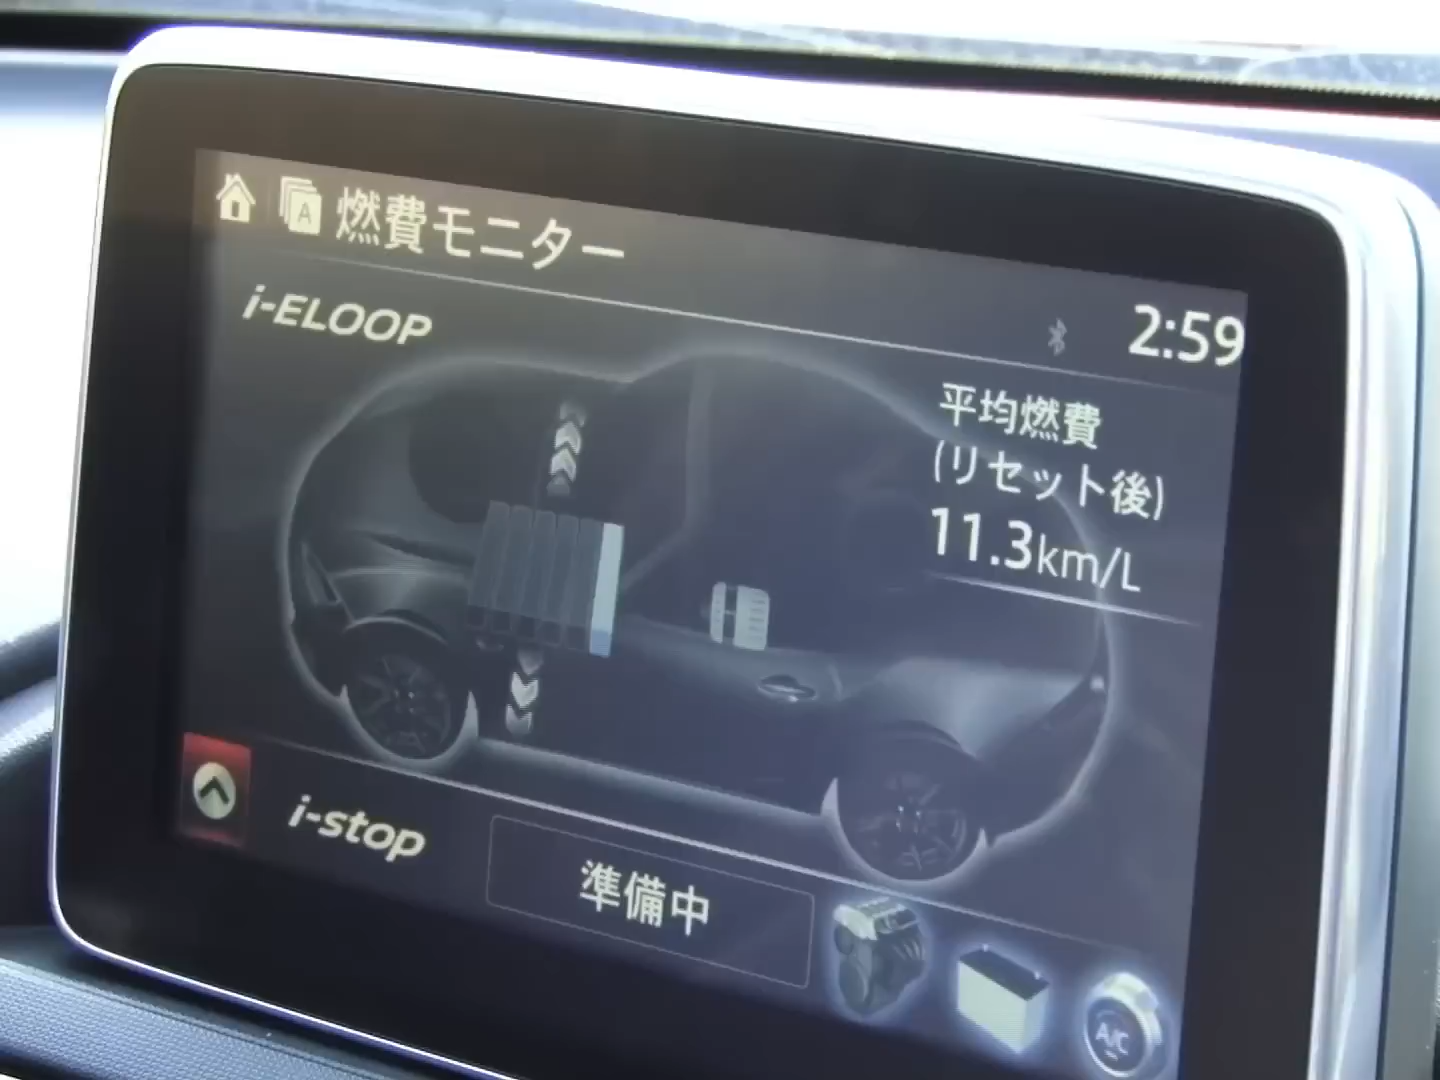 A 燃費モニター
i-ELOOP
2:59
平均燃費
(リセット後)
11.3km/L
i-stop
準備中
A/C